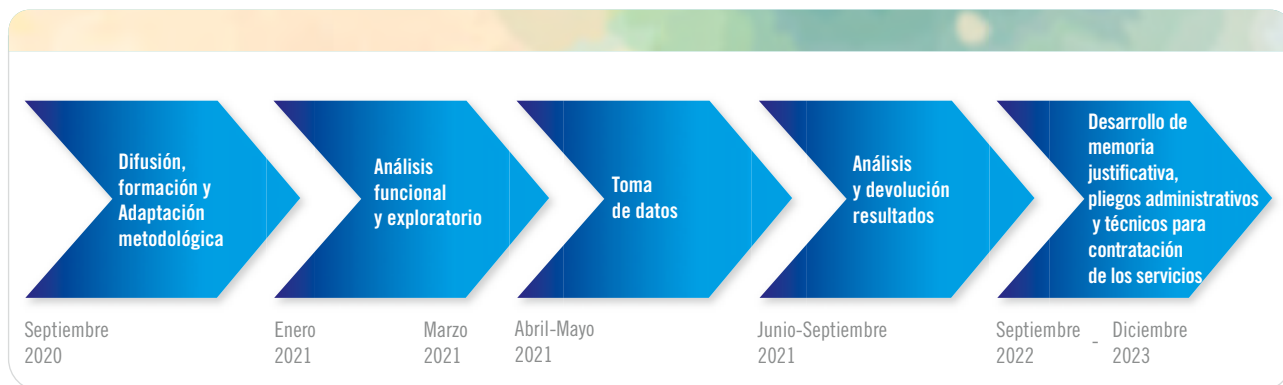 Difusión,
formación y
Adaptación
metodológica
Análisis
funcional
y exploratorio
Toma
de datos
Análisis
y devolución
resultados
Desarrollo de
memoria
justificativa,
pliegos administrativos
y técnicos para
contratación
de los servicios
Septiembre
2020
Enero
2021
Marzo
2021
Abril-Mayo
2021
Junio-Septiembre
2021
Septiembre
2022
-
Diciembre
2023